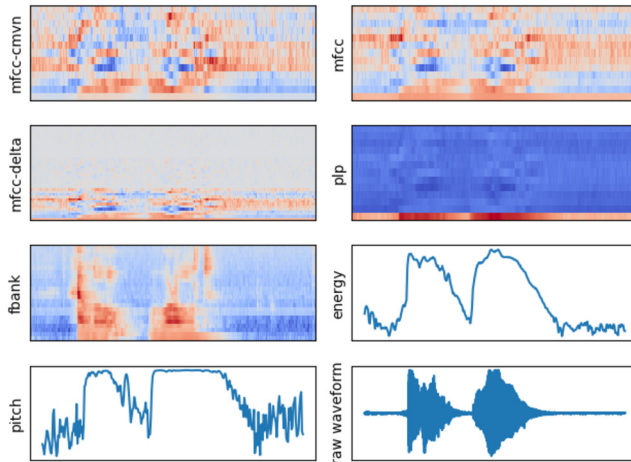 mfcc-cmvn
mfcc
mfcc-delta
plp
fbank
energy
pitch
raw waveform